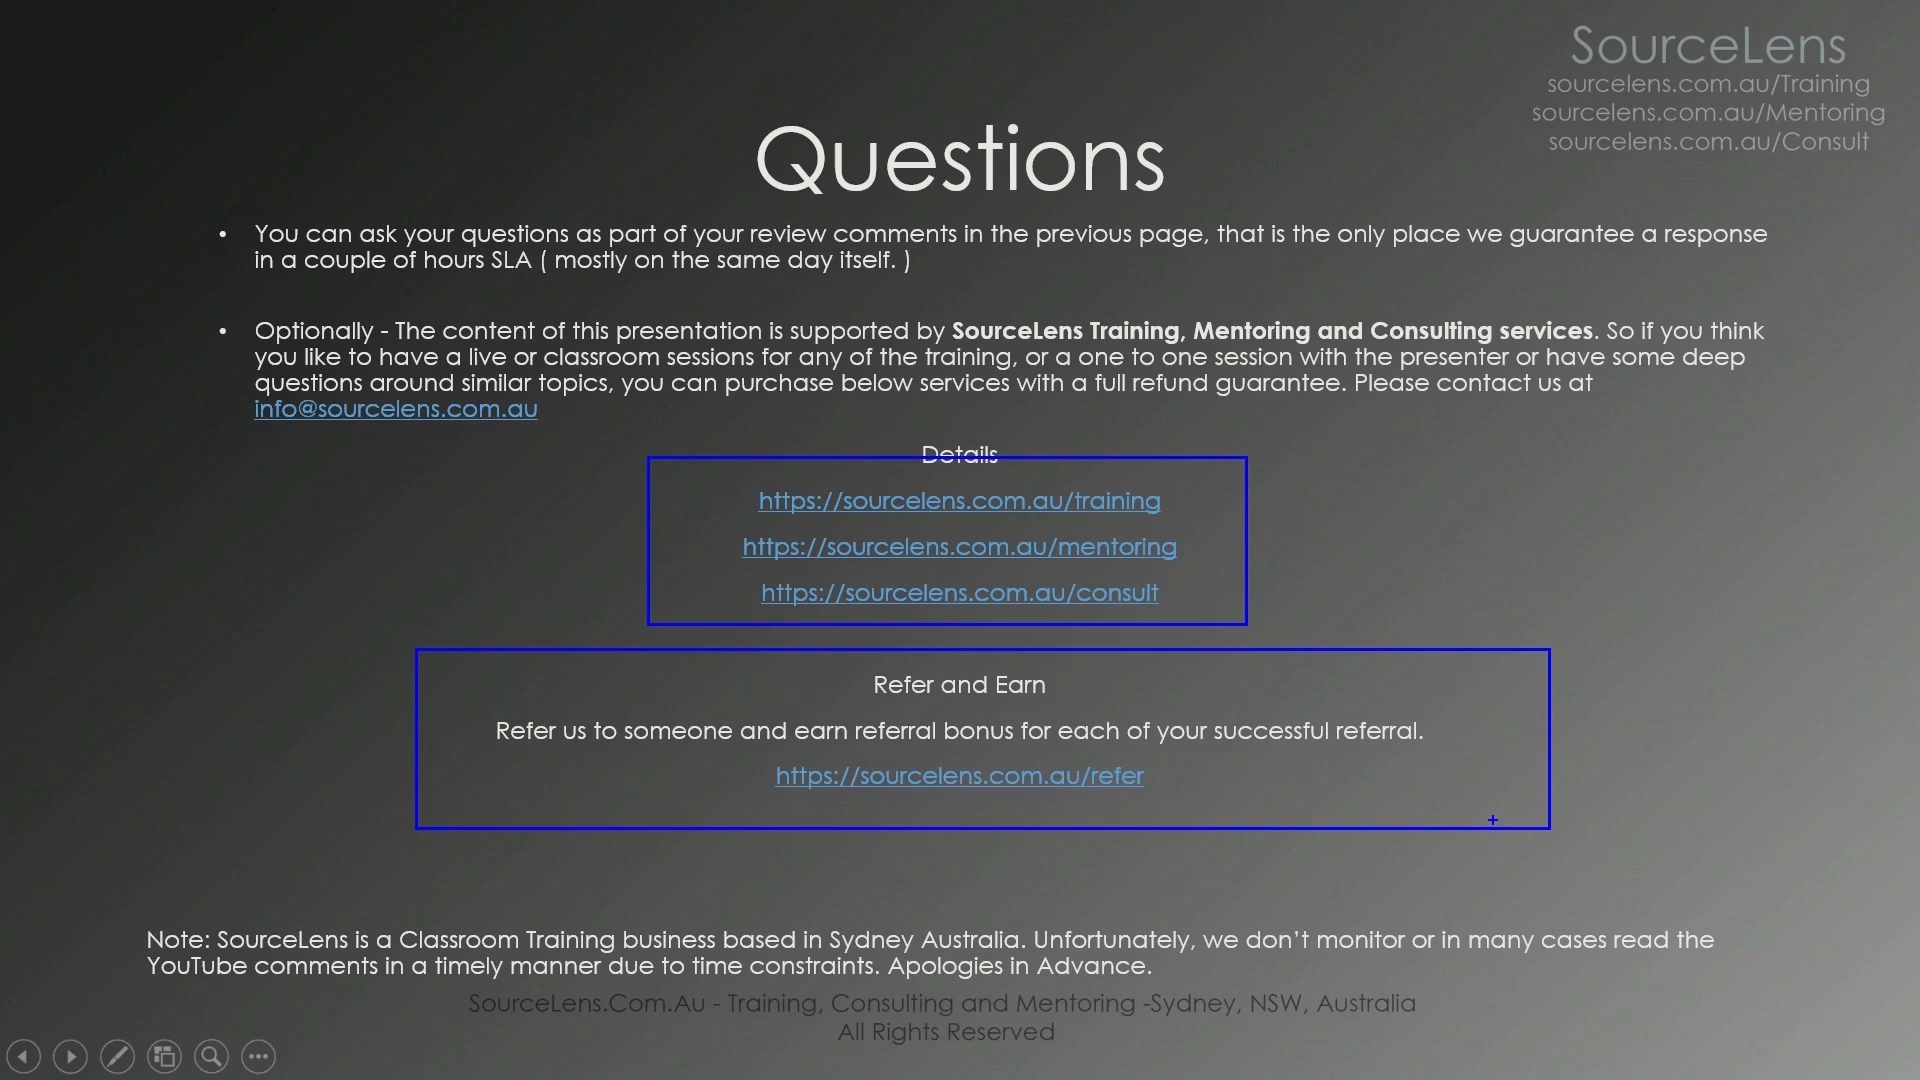 SourceLens
sourcelens.com.au/Training
sourcelens.com.au/Mentoring
sourcelens.com.au/Consult
Questions
• You can ask your questions as part of your review comments in the previous page, that is the only place we guarantee a response
in a couple of hours SLA ( mostly on the same day itself. )
• Optionally - The content of this presentation is supported by SourceLens Training, Mentoring and Consulting services. So if you think
you like to have a live or classroom sessions for any of the training, or a one to one session with the presenter or have some deep
questions around similar topics, you can purchase below services with a full refund guarantee. Please contact us at
info@sourcelens.com.au
Details
https://sourcelens.com.au/training
https://sourcelens.com.au/mentoring
https://sourcelens.com.au/consult
Refer and Earn
Refer us to someone and earn referral bonus for each of your successful referral.
https://sourcelens.com.au/refer
Note: SourceLens is a Classroom Training business based in Sydney Australia. Unfortunately, we don’t monitor or in many cases read the
YouTube comments in a timely manner due to time constraints. Apologies in Advance.
SourceLens.Com.Au - Training, Consulting and Mentoring -Sydney, NSW, Australia
All Rights Reserved